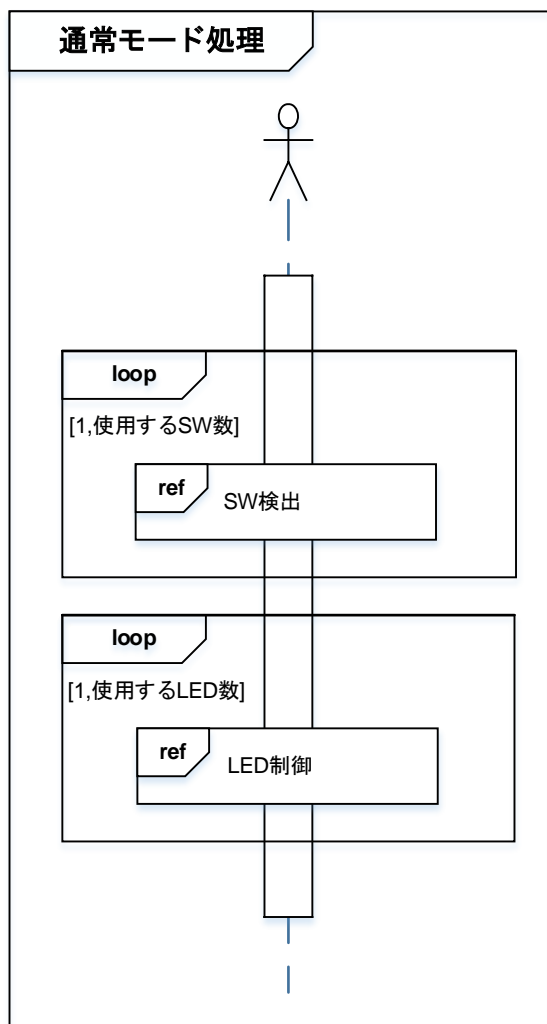 通常モード処理
loop
[1,使用するSW数]
ref
SW検出
loop
[1,使用するLED数]
ref
LED制御